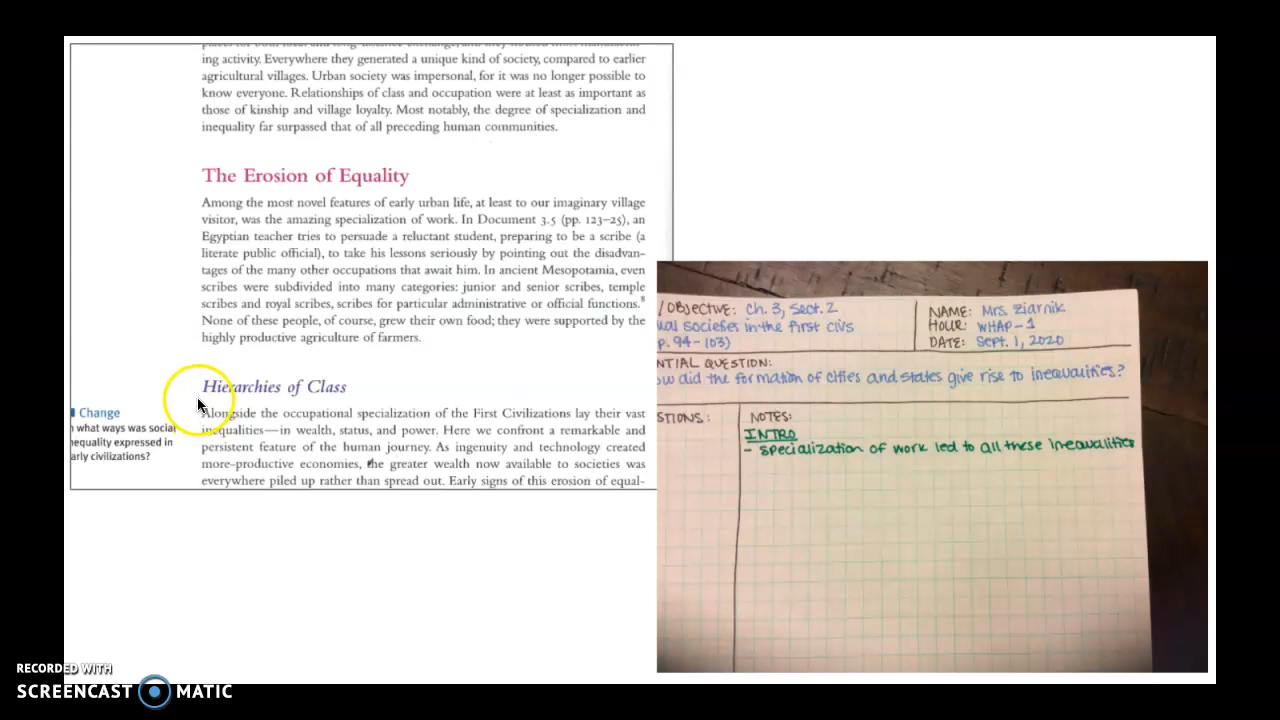 ing activity. Everywhere they generated a unique kind of society, compared to earlier
agricultural villages. Urban society was impersonal, for it was no longer possible to
know everyone. Relationships of class and occupation were at least as important as
those of kinship and village loyalty. Most notably, the degree of specialization and
inequality far surpassed that of all preceding human communities.
The Erosion of Equality
Among the most novel features of early urban life, at least to our imaginary village
visitor, was the amazing specialization of work. In Document 3.5 (pp. 123–25), an
Egyptian teacher tries to persuade a reluctant student, preparing to be a scribe (a
literate public official), to take his lessons seriously by pointing out the disadvan-
tages of the many other occupations that await him. In ancient Mesopotamia, even
scribes were subdivided into many categories: junior and senior scribes, temple
scribes and royal scribes, scribes for particular administrative or official functions.⁸
None of these people, of course, grew their own food; they were supported by the
highly productive agriculture of farmers.
Hierarchies of Class
Change
n what ways was social
nequality expressed in
arly civilizations?
Alongside the occupational specialization of the First Civilizations lay their vast
inequalities—in wealth, status, and power. Here we confront a remarkable and
persistent feature of the human journey. As ingenuity and technology created
more-productive economies, the greater wealth now available to societies was
everywhere piled up rather than spread out. Early signs of this erosion of equal-
/ OBJECTIVE: Ch. 3, Sect. 2
ual societies in the first civs
p. 94-103)
NAME: Mrs. Ziarnik
HOUR: WHAP-1
DATE: Sept. 1, 2020
NTIAL QUESTION:
ow did the formation of cities and states give rise to inequalities?
STIONS:
NOTES:
INTRO
- specialization of work led to all these inequalities
RECORDED WITH
SCREENCAST MATIC